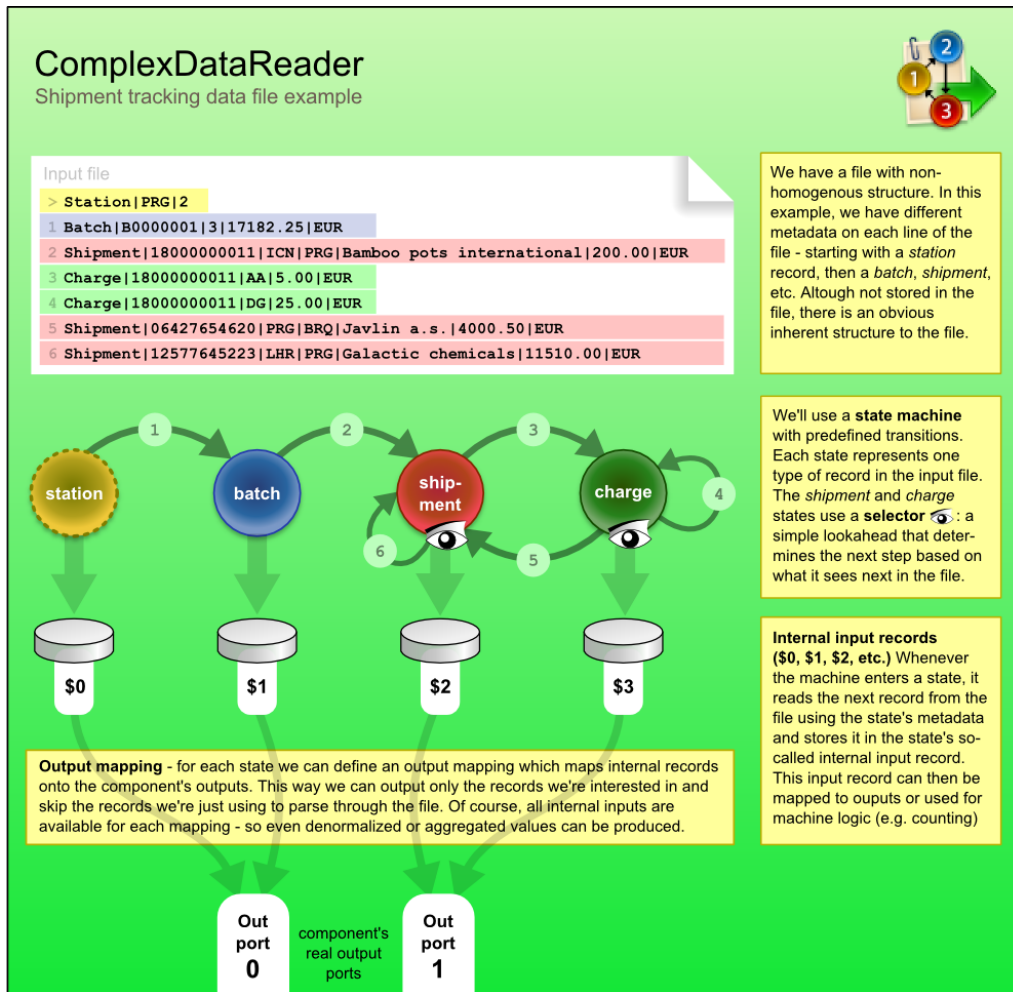 ComplexDataReader
Shipment tracking data file example
2
1
3
Input file
> Station|PRG|2
1 Batch|B0000001|3|17182.25|EUR
2 Shipment|18000000011|ICN|PRG|Bamboo pots international|200.00|EUR
3 Charge|18000000011|AA|5.00|EUR
4 Charge|18000000011|DG|25.00|EUR
5 Shipment|06427654620|PRG|BRQ|Javlin a.s.|4000.50|EUR
6 Shipment|12577645223|LHR|PRG|Galactic chemicals|11510.00|EUR
We have a file with non-
homogenous structure. In this
example, we have different
metadata on each line of the
file - starting with a station
record, then a batch, shipment,
etc. Altough not stored in the
file, there is an obvious
inherent structure to the file.
1
2
3
station
batch
ship-
ment
charge
4
6
5
We'll use a state machine
with predefined transitions.
Each state represents one
type of record in the input file.
The shipment and charge
states use a selector : a
simple lookahead that deter-
mines the next step based on
what it sees next in the file.
$0
$1
$2
$3
Internal input records
($0, $1, $2, etc.) Whenever
the machine enters a state, it
reads the next record from the
file using the state's metadata
and stores it in the state's so-
called internal input record.
This input record can then be
mapped to ouputs or used for
machine logic (e.g. counting)
Output mapping - for each state we can define an output mapping which maps internal records
onto the component's outputs. This way we can output only the records we're interested in and
skip the records we're just using to parse through the file. Of course, all internal inputs are
available for each mapping - so even denormalized or aggregated values can be produced.
Out
port
0
component's
real output
ports
Out
port
1